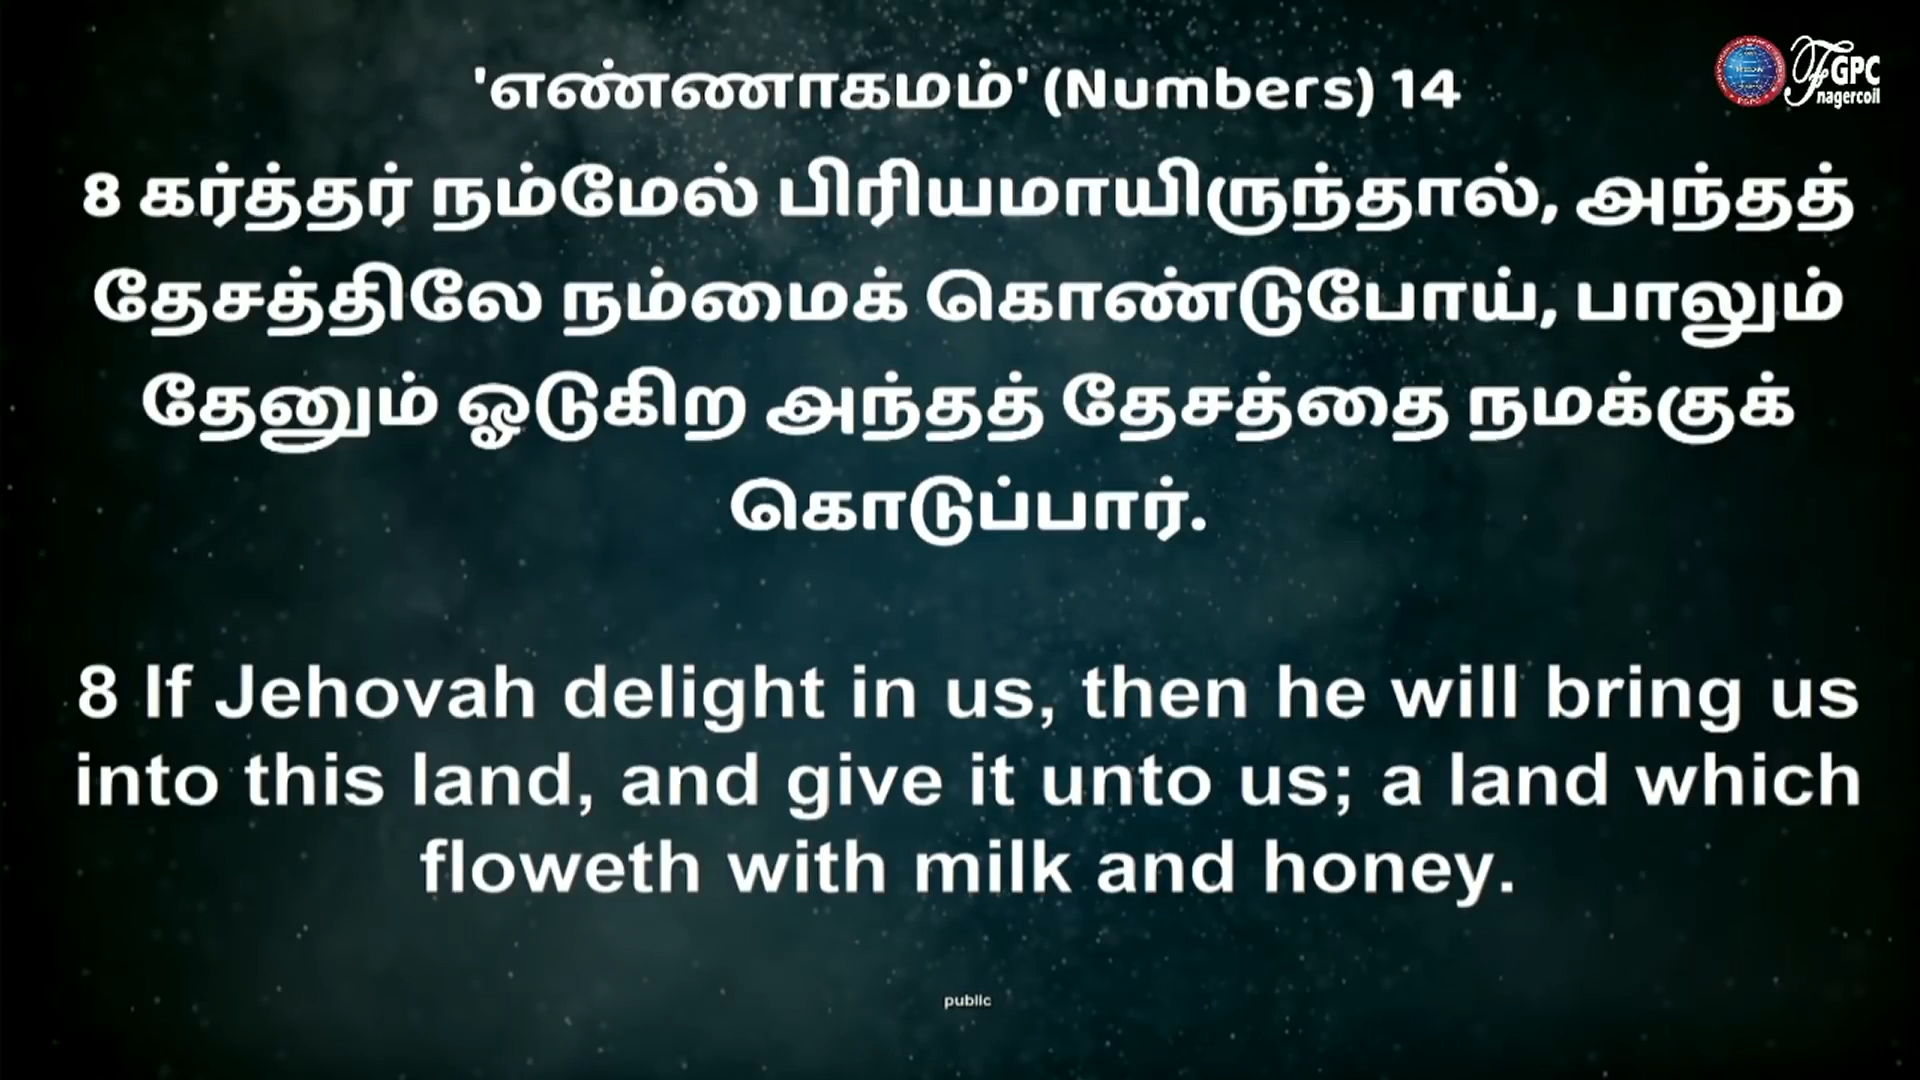 'எண்ணாகமம்' (Numbers) 14
FGPC
nagercoil
8 கர்த்தர் நம்மேல் பிரியமாயிருந்தால், அந்தத்
தேசத்திலே நம்மைக் கொண்டுபோய், பாலும்
தேனும் ஓடுகிற அந்தத் தேசத்தை நமக்குக்
கொடுப்பார்.
8 If Jehovah delight in us, then he will bring us
into this land, and give it unto us; a land which
floweth with milk and honey.
public